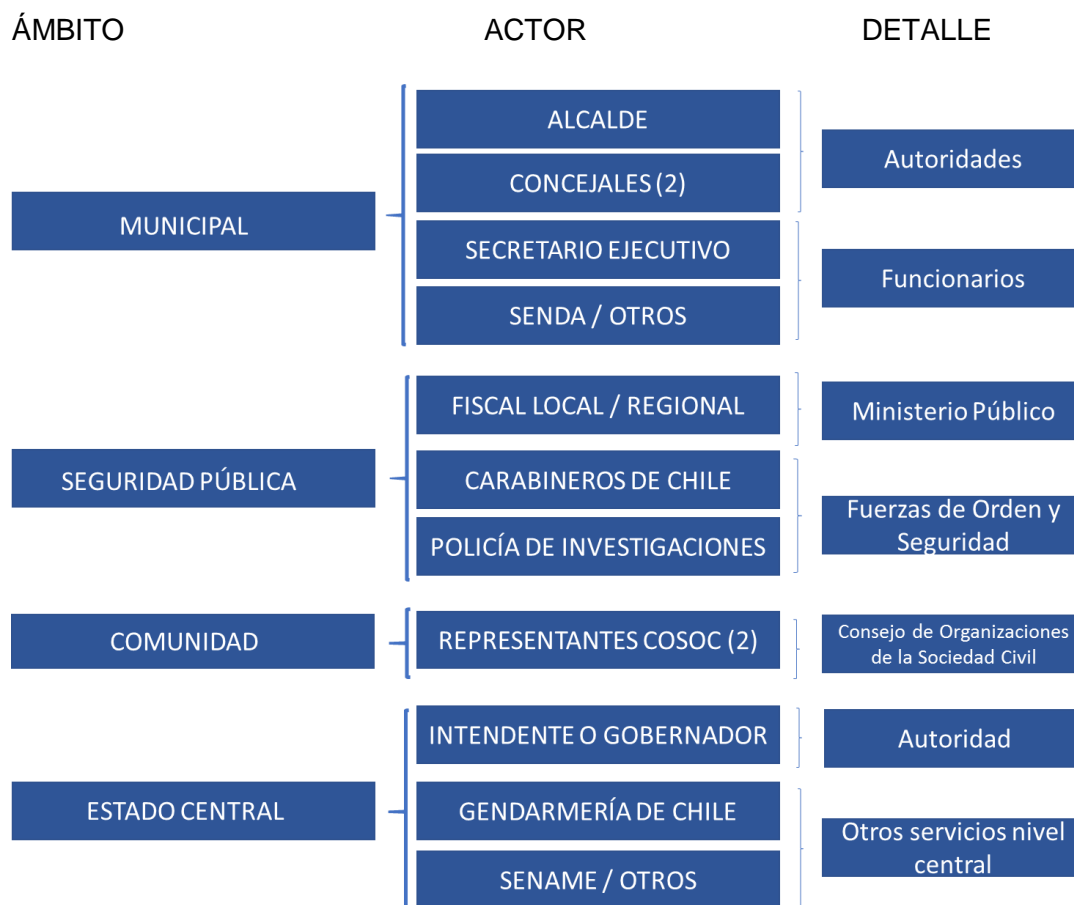 ÁMBITO ACTOR DETALLE
MUNICIPAL
ALCALDE
CONCEJALES (2)
Autoridades
SECRETARIO EJECUTIVO
SENDA / OTROS
Funcionarios
SEGURIDAD PÚBLICA
FISCAL LOCAL / REGIONAL
Ministerio Público
CARABINEROS DE CHILE
POLICÍA DE INVESTIGACIONES
Fuerzas de Orden y
Seguridad
COMUNIDAD
REPRESENTANTES COSOC (2)
Consejo de Organizaciones
de la Sociedad Civil
ESTADO CENTRAL
INTENDENTE O GOBERNADOR
Autoridad
GENDARMERÍA DE CHILE
SENAME / OTROS
Otros servicios nivel
central